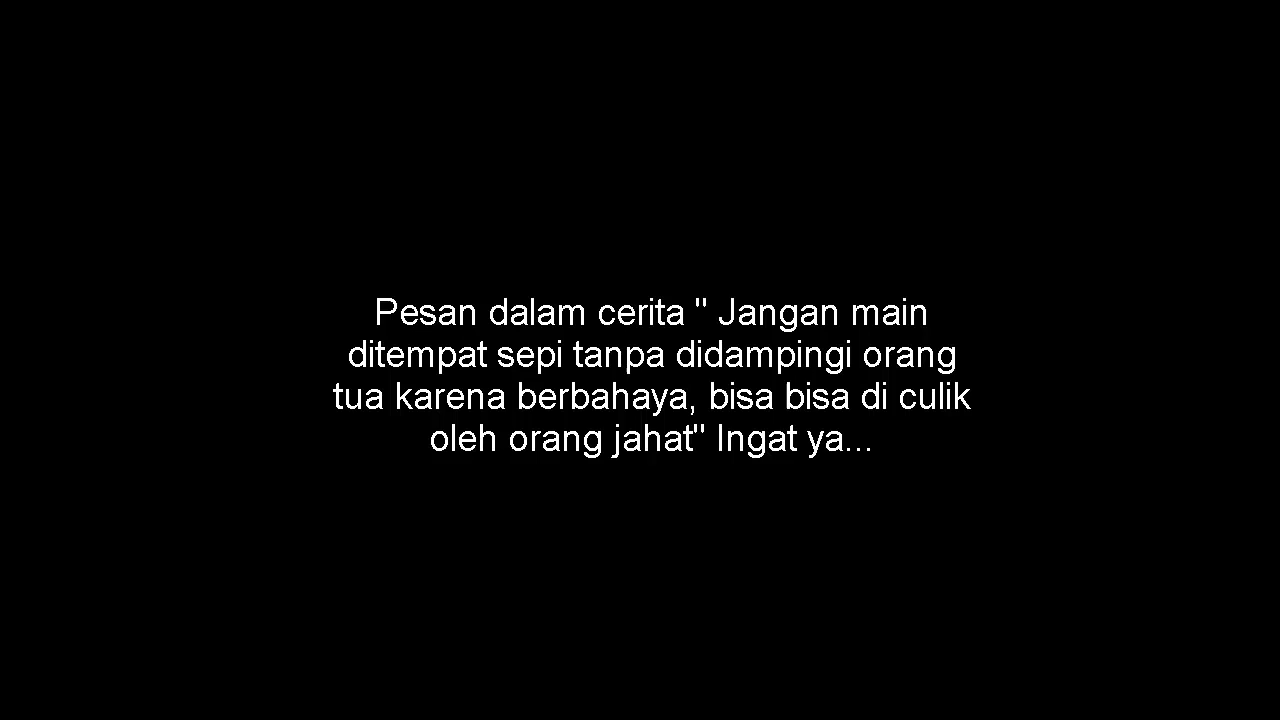 Pesan dalam cerita " Jangan main
ditempat sepi tanpa didampingi orang
tua karena berbahaya, bisa bisa di culik
oleh orang jahat" Ingat ya...